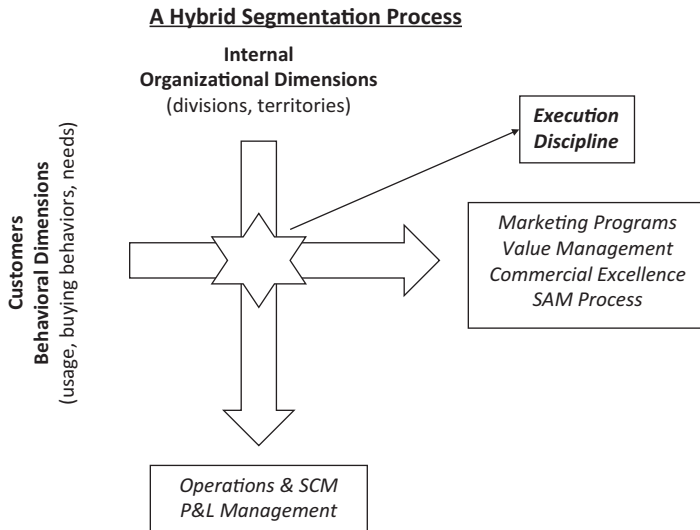 A Hybrid Segmentation Process
Internal
Organizational Dimensions
(divisions, territories)
Execution
Discipline
Customers
Behavioral Dimensions
(usage, buying behaviors, needs)
Marketing Programs
Value Management
Commercial Excellence
SAM Process
Operations & SCM
P&L Management